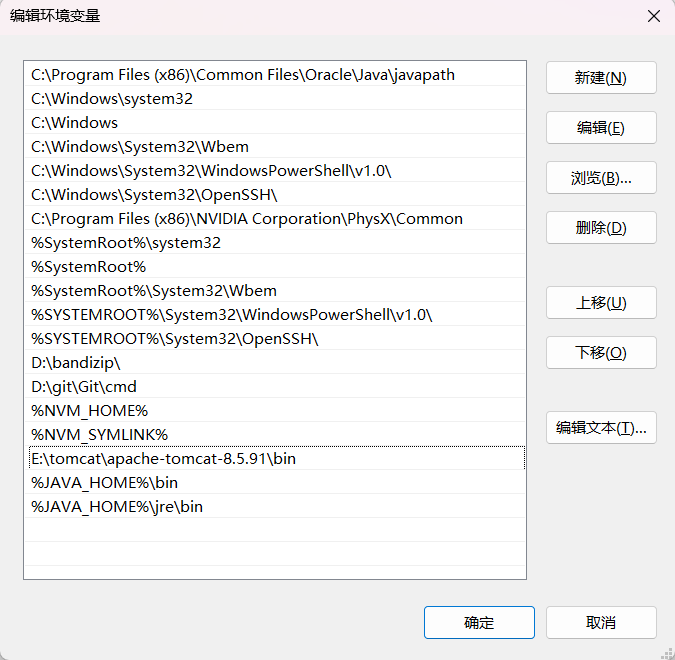 编辑环境变量
C:\Program Files (x86)\Common Files\Oracle\Java\javapath
C:\Windows\system32
C:\Windows
C:\Windows\System32\Wbem
C:\Windows\System32\WindowsPowerShell\v1.0\
C:\Windows\System32\OpenSSH\
C:\Program Files (x86)\NVIDIA Corporation\PhysX\Common
%SystemRoot%\system32
%SystemRoot%
%SystemRoot%\System32\Wbem
%SYSTEMROOT%\System32\WindowsPowerShell\v1.0\
%SYSTEMROOT%\System32\OpenSSH\
D:\bandizip\
D:\git\Git\cmd
%NVM_HOME%
%NVM_SYMLINK%
E:\tomcat\apache-tomcat-8.5.91\bin
%JAVA_HOME%\bin
%JAVA_HOME%\jre\bin
新建(N)
编辑(E)
浏览(B)...
删除(D)
上移(U)
下移(O)
编辑文本(T)...
确定
取消